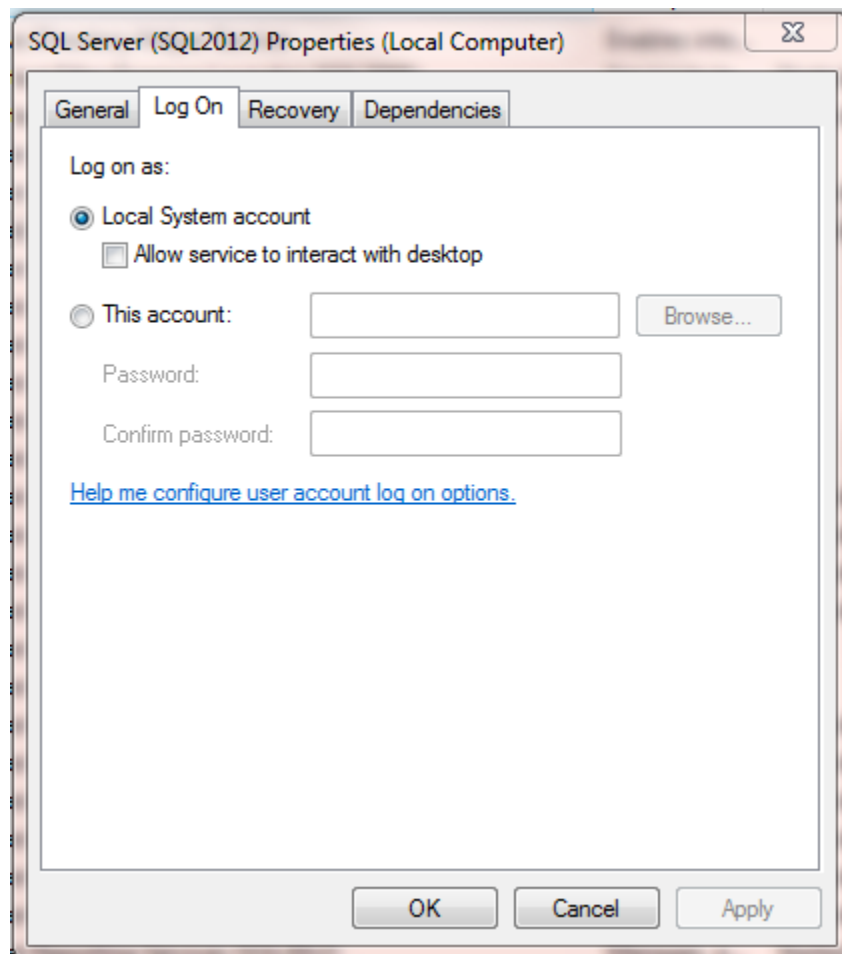 SQL Server (SQL2012) Properties (Local Computer)
General Log On Recovery Dependencies
Log on as:
Local System account
Allow service to interact with desktop
This account: Browse...
Password:
Confirm password:
Help me configure user account log on options.
OK Cancel Apply